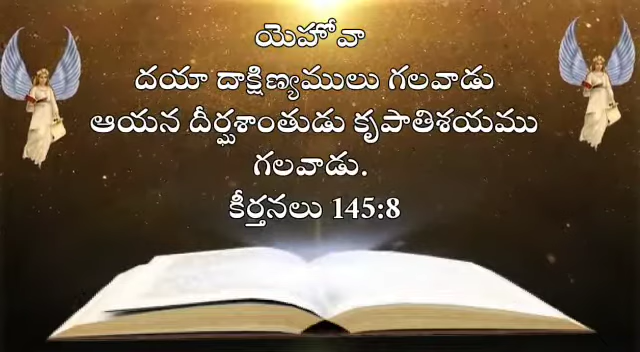 యెహోవా
దయా దాక్షిణ్యములు గలవాడు
ఆయన దీర్ఘశాంతుడు కృపాతిశయము
గలవాడు.
కీర్తనలు 145:8